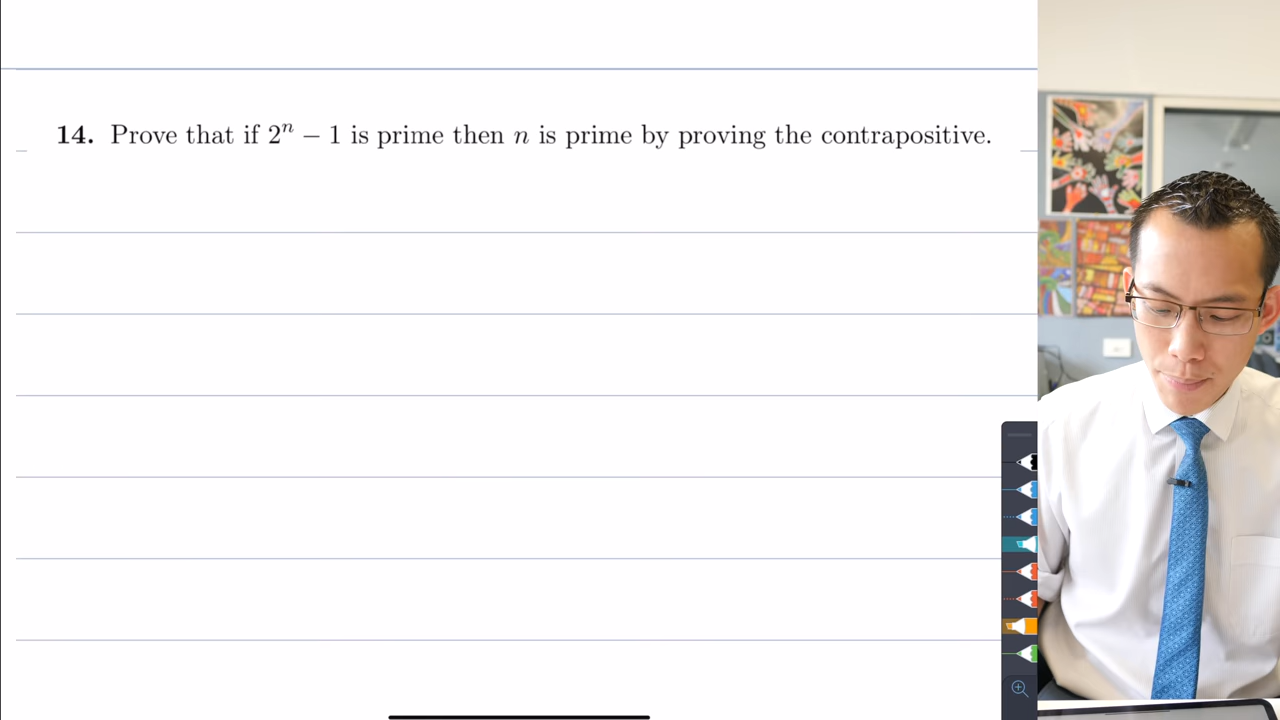 14. Prove that if 2ⁿ − 1 is prime then n is prime by proving the contrapositive.